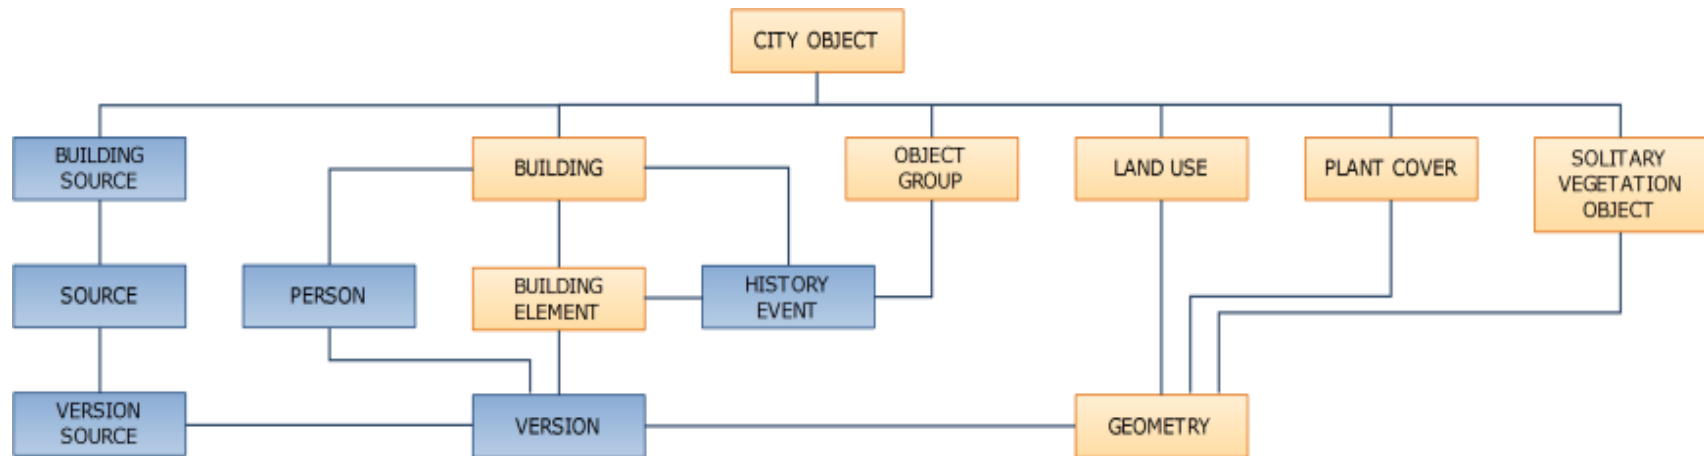 CITY OBJECT
BUILDING
SOURCE
BUILDING
OBJECT
GROUP
LAND USE
PLANT COVER
SOLITARY
VEGETATION
OBJECT
SOURCE
PERSON
BUILDING
ELEMENT
HISTORY
EVENT
VERSION
SOURCE
VERSION
GEOMETRY